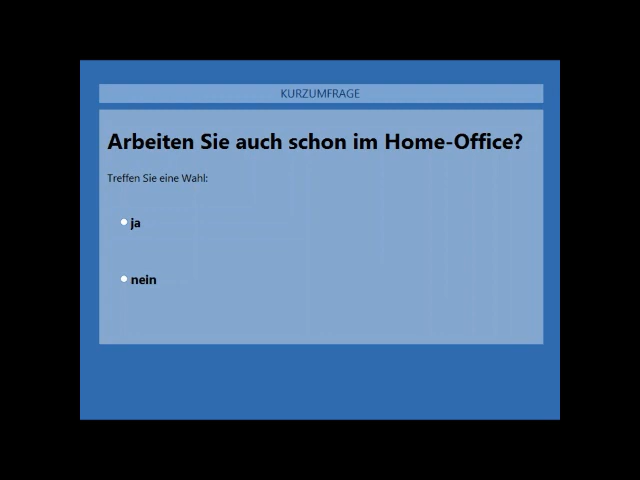 KURZUMFRAGE
Arbeiten Sie auch schon im Home-Office?
Treffen Sie eine Wahl:
ja
nein